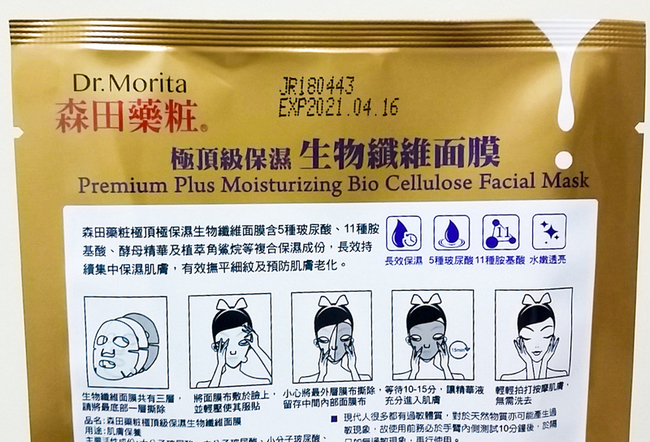 Dr.Morita
森田藥粧®
JR180443
EXP2021.04.16
極頂級保濕 生物纖維面膜
Premium Plus Moisturizing Bio Cellulose Facial Mask
森田藥粧極頂極保濕生物纖維面膜含5種玻尿酸、11種胺
基酸、酵母精華及植萃角鯊烷等複合保濕成份，長效持
續集中保濕肌膚，有效撫平細紋及預防肌膚老化。
11
長效保濕 5種玻尿酸 11種胺基酸 水嫩透亮
生物纖維面膜共有三層，
請將最底部一層撕除
將面膜布敷於臉上，
並輕壓使其服貼
小心將最外層膜布撕除，
留存中間內部面膜布
等待10-15分，讓精華液
充分進入肌膚
輕輕拍打按摩肌膚，
無需洗去
品名：森田藥粧極頂級保濕生物纖維面膜
用途：肌膚保養
■ 現代人很多都有過敏體質，對於天然物質亦可能產生過
敏現象，故使用前務必於手臂內側測試10分鐘後，於隔